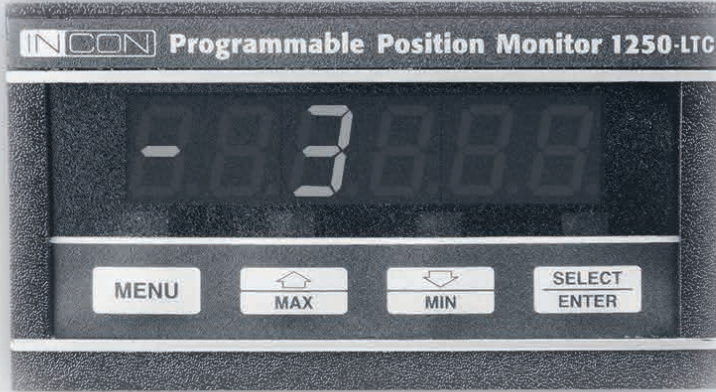 INCON Programmable Position Monitor 1250-LTC
- 3
MENU
MAX
MIN
SELECT
ENTER